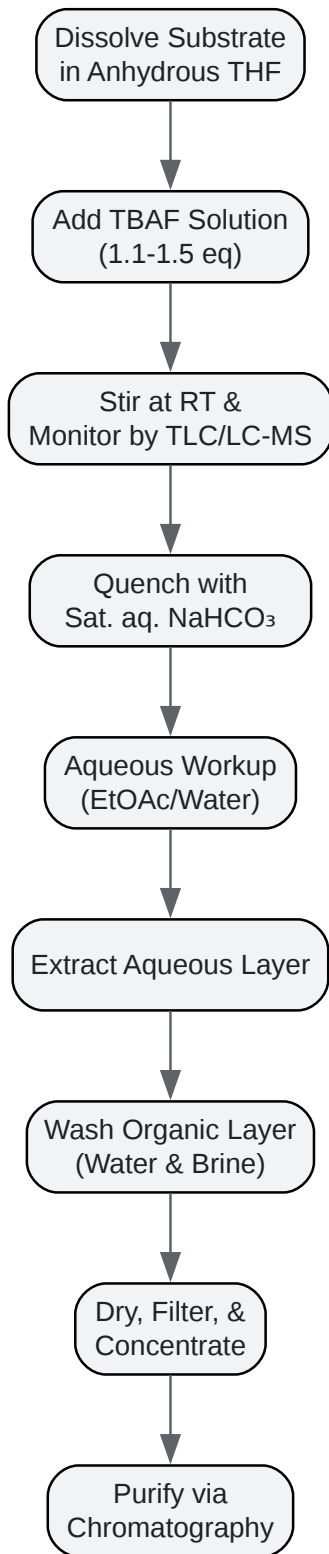 Dissolve Substrate
in Anhydrous THF
Add TBAF Solution
(1.1-1.5 eq)
Stir at RT &
Monitor by TLC/LC-MS
Quench with
Sat. aq. NaHCO₃
Aqueous Workup
(EtOAc/Water)
Extract Aqueous Layer
Wash Organic Layer
(Water & Brine)
Dry, Filter, &
Concentrate
Purify via
Chromatography